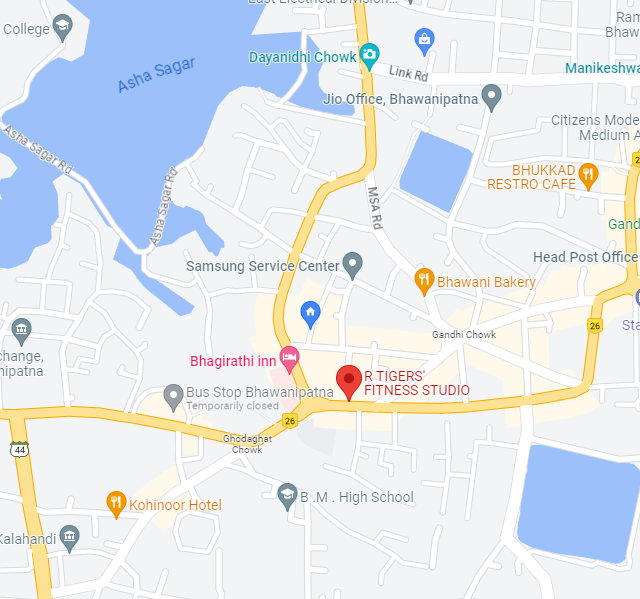 East Electrical Division...
College
Ram
Bhaw
Dayanidhi Chowk
Asha Sagar
Link Rd
Manikeshwa
Jio Office, Bhawanipatna
Citizens Mode
Medium A
Asha Sagar Rd
BHUKKAD
RESTRO CAFE
2
Asha Sagar Rd
MSA Rd
Gand
Samsung Service Center
Head Post Office
Bhawani Bakery
26
Sta
change,
nipatna
Gandhi Chowk
Bhagirathi inn
R TIGERS'
FITNESS STUDIO
Bus Stop Bhawanipatna
Temporarily closed
26
Ghodaghat
Chowk
44
B .M . High School
Kohinoor Hotel
Kalahandi